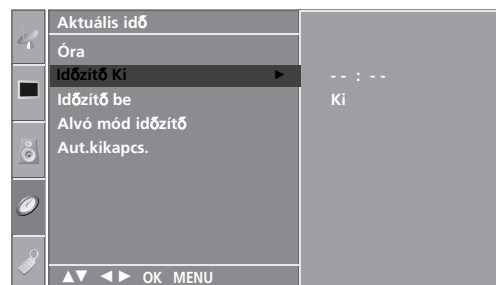 Aktuális idő
Óra
Időzítő Ki ► - - : - -
Időzítő be Ki
Alvó mód időzítő
Aut.kikapcs.
▲▼ ◄► OK MENU